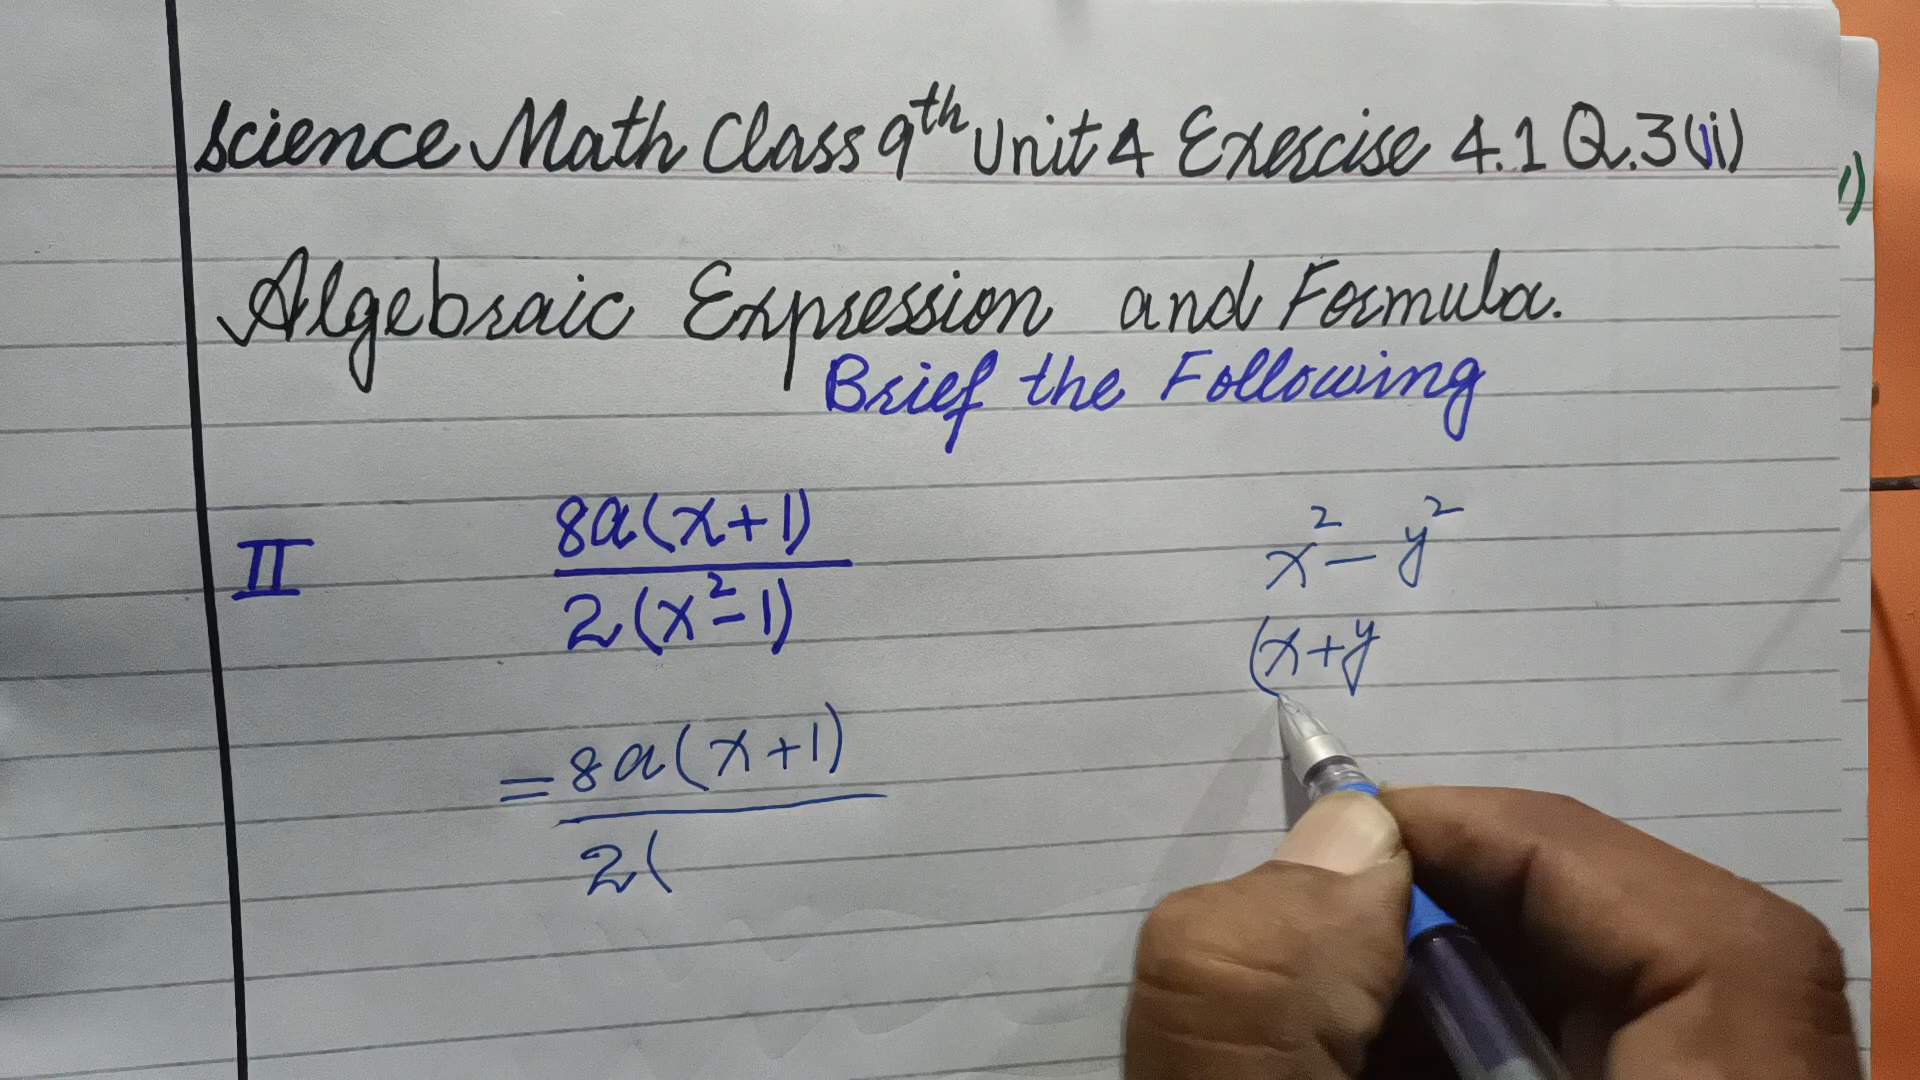 Science Math Class 9th Unit 4 Exercise 4.1 Q.3(ii)
Algebraic Expression and Formula.
Brief the Following
II 8a(x+1)
2(x²-1)
x² - y²
(x+y
= 8a(x+1)
2(